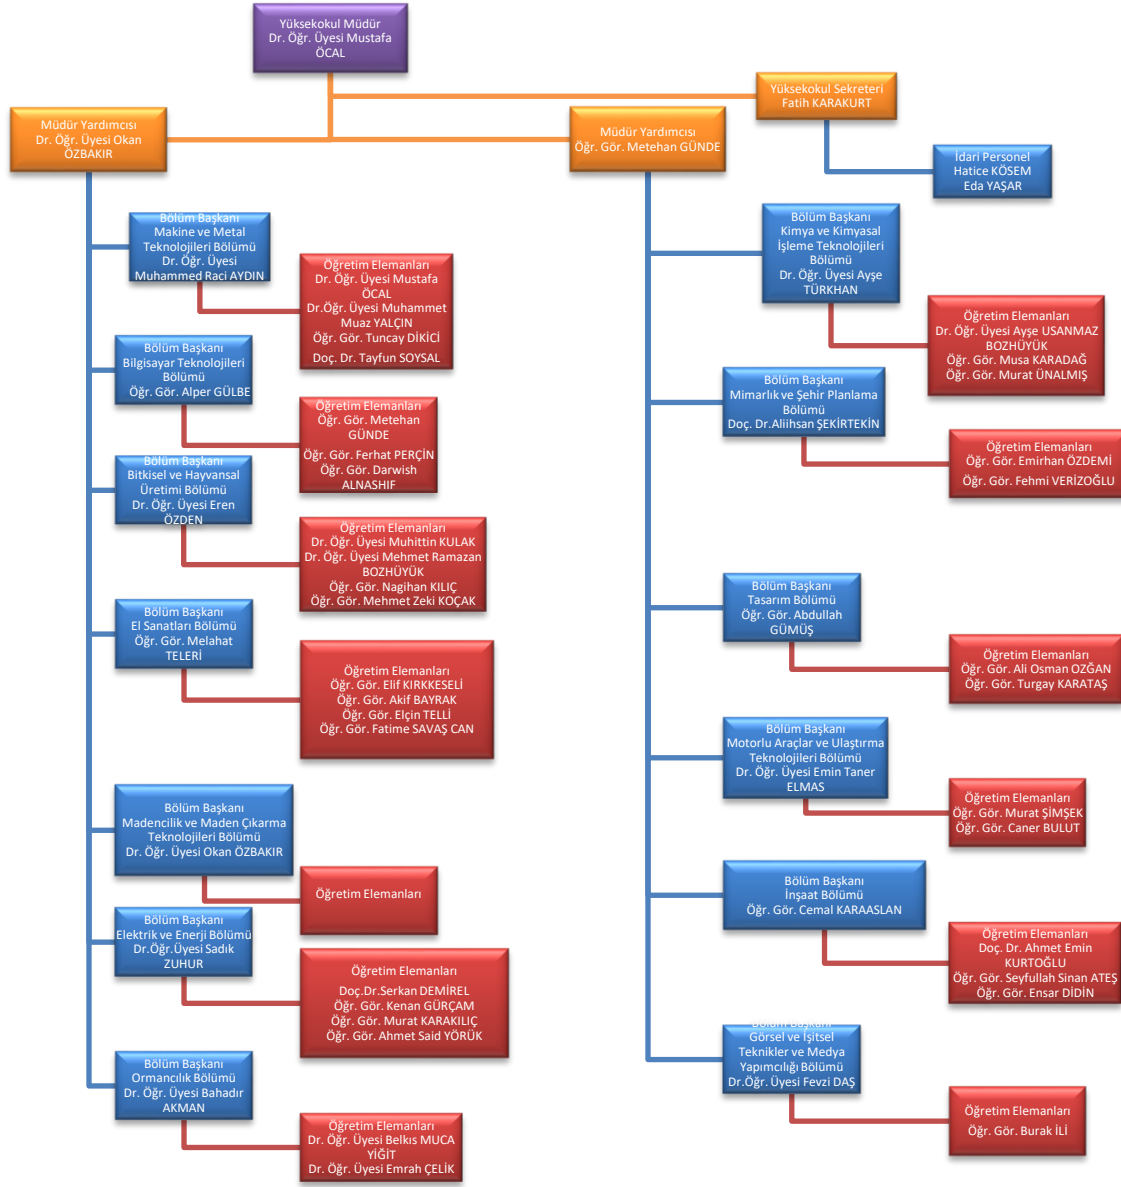 Yüksekokul Müdür
Dr. Öğr. Üyesi Mustafa
ÖCAL
Yüksekokul Sekreteri
Fatih KARAKURT
Müdür Yardımcısı
Dr. Öğr. Üyesi Okan
ÖZBAKIR
Müdür Yardımcısı
Öğr. Gör. Metehan GÜNDE
İdari Personel
Hatice KÖSEM
Eda YAŞAR
Bölüm Başkanı
Makine ve Metal
Teknolojileri Bölümü
Dr. Öğr. Üyesi
Muhammed Raci AYDIN
Öğretim Elemanları
Dr. Öğr. Üyesi Mustafa
ÖCAL
Dr.Öğr. Üyesi Muhammet
Muaz YALÇIN
Öğr. Gör. Tuncay DİKİCİ
Doç. Dr. Tayfun SOYSAL
Bölüm Başkanı
Bilgisayar Teknolojileri
Bölümü
Öğr. Gör. Alper GÜLBE
Öğretim Elemanları
Öğr. Gör. Metehan
GÜNDE
Öğr. Gör. Ferhat PERÇİN
Öğr. Gör. Darwish
ALNASHIF
Bölüm Başkanı
Bitkisel ve Hayvansal
Üretimi Bölümü
Dr. Öğr. Üyesi Eren
ÖZDEN
Öğretim Elemanları
Dr. Öğr. Üyesi Muhittin KULAK
Dr. Öğr. Üyesi Mehmet Ramazan
BOZHÜYÜK
Öğr. Gör. Nagihan KILIÇ
Öğr. Gör. Mehmet Zeki KOÇAK
Bölüm Başkanı
El Sanatları Bölümü
Öğr. Gör. Melahat
TELERİ
Öğretim Elemanları
Öğr. Gör. Elif KIRKKESELİ
Öğr. Gör. Akif BAYRAK
Öğr. Gör. Elçin TELLİ
Öğr. Gör. Fatime SAVAŞ CAN
Bölüm Başkanı
Madencilik ve Maden Çıkarma
Teknolojileri Bölümü
Dr. Öğr. Üyesi Okan ÖZBAKIR
Öğretim Elemanları
Bölüm Başkanı
Elektrik ve Enerji Bölümü
Dr.Öğr.Üyesi Sadık
ZUHUR
Öğretim Elemanları
Doç.Dr.Serkan DEMİREL
Öğr. Gör. Kenan GÜRÇAM
Öğr. Gör. Murat KARAKILIÇ
Öğr. Gör. Ahmet Said YÖRÜK
Bölüm Başkanı
Ormancılık Bölümü
Dr. Öğr. Üyesi Bahadır
AKMAN
Öğretim Elemanları
Dr. Öğr. Üyesi Belkıs MUCA
YİĞİT
Dr. Öğr. Üyesi Emrah ÇELİK
Bölüm Başkanı
Kimya ve Kimyasal
İşleme Teknolojileri
Bölümü
Dr. Öğr. Üyesi Ayşe
TÜRKHAN
Öğretim Elemanları
Dr. Öğr. Üyesi Ayşe USANMAZ
BOZHÜYÜK
Öğr. Gör. Musa KARADAĞ
Öğr. Gör. Murat ÜNALMIŞ
Bölüm Başkanı
Mimarlık ve Şehir Planlama
Bölümü
Doç. Dr.Aliihsan ŞEKİRTEKİN
Öğretim Elemanları
Öğr. Gör. Emirhan ÖZDEMİ
Öğr. Gör. Fehmi VERİZOĞLU
Bölüm Başkanı
Tasarım Bölümü
Öğr. Gör. Abdullah
GÜMÜŞ
Öğretim Elemanları
Öğr. Gör. Ali Osman OZĞAN
Öğr. Gör. Turgay KARATAŞ
Bölüm Başkanı
Motorlu Araçlar ve Ulaştırma
Teknolojileri Bölümü
Dr. Öğr. Üyesi Emin Taner
ELMAS
Öğretim Elemanları
Öğr. Gör. Murat ŞİMŞEK
Öğr. Gör. Caner BULUT
Bölüm Başkanı
İnşaat Bölümü
Öğr. Gör. Cemal KARAASLAN
Öğretim Elemanları
Doç. Dr. Ahmet Emin
KURTOĞLU
Öğr. Gör. Seyfullah Sinan ATEŞ
Öğr. Gör. Ensar DİDİN
Bölüm Başkanı
Görsel ve İşitsel
Teknikler ve Medya
Yapımcılığı Bölümü
Dr.Öğr. Üyesi Fevzi DAŞ
Öğretim Elemanları
Öğr. Gör. Burak İLİ